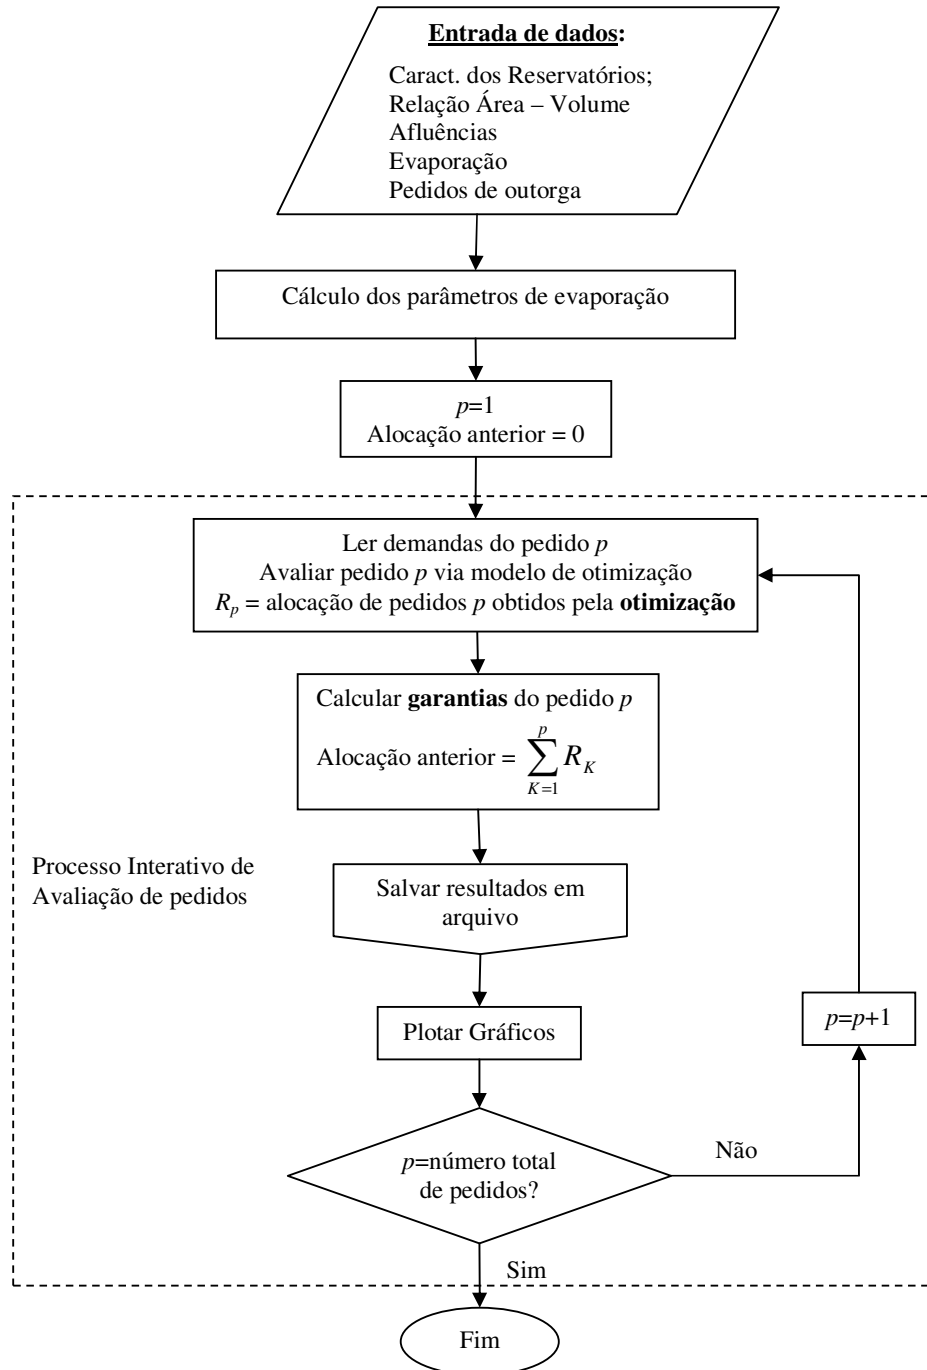 Entrada de dados:
Caract. dos Reservatórios;
Relação Área – Volume
Afluências
Evaporação
Pedidos de outorga
Cálculo dos parâmetros de evaporação
p=1
Alocação anterior = 0
Ler demandas do pedido p
Avaliar pedido p via modelo de otimização
R_p = alocação de pedidos p obtidos pela otimização
Calcular garantias do pedido p
Alocação anterior = \sum_{K=1}^{p} R_K
Processo Interativo de
Avaliação de pedidos
Salvar resultados em
arquivo
Plotar Gráficos
p=p+1
p=número total
de pedidos?
Não
Sim
Fim